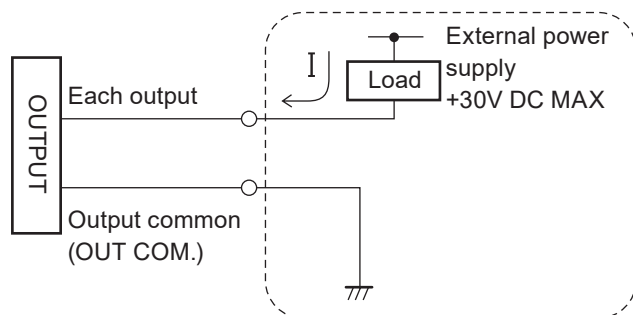 OUTPUT
Each output
Output common
(OUT COM.)
I
Load
External power
supply
+30V DC MAX